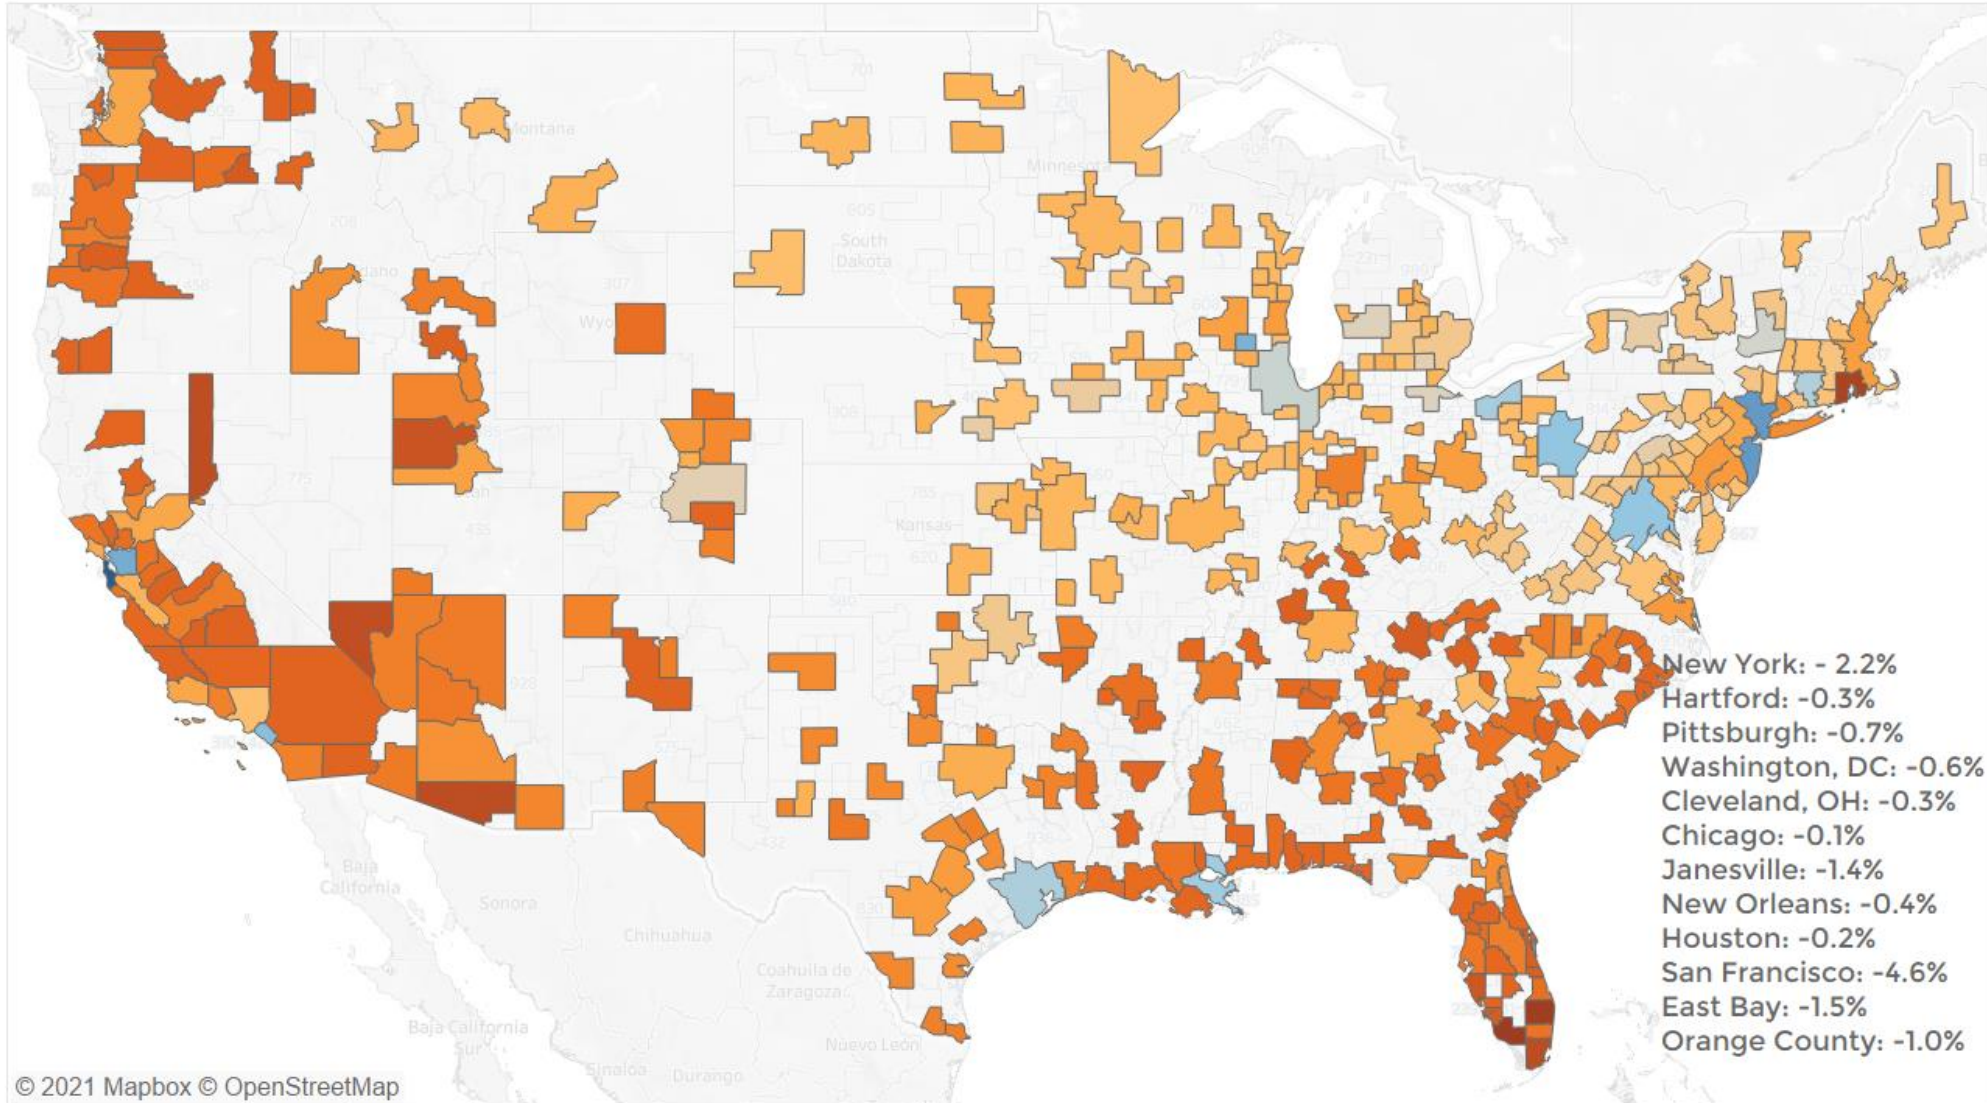 Montana
Minnesota
South
Dakota
Idaho
Wyo
Kansas
Utah
New York: - 2.2%
Hartford: -0.3%
Pittsburgh: -0.7%
Washington, DC: -0.6%
Cleveland, OH: -0.3%
Chicago: -0.1%
Janesville: -1.4%
New Orleans: -0.4%
Houston: -0.2%
San Francisco: -4.6%
East Bay: -1.5%
Orange County: -1.0%
Baja
California
Sonora
Chihuahua
Coahuila de
Zaragoza
Baja California
Sur
Nuevo León
Sinaloa
Durango
© 2021 Mapbox © OpenStreetMap